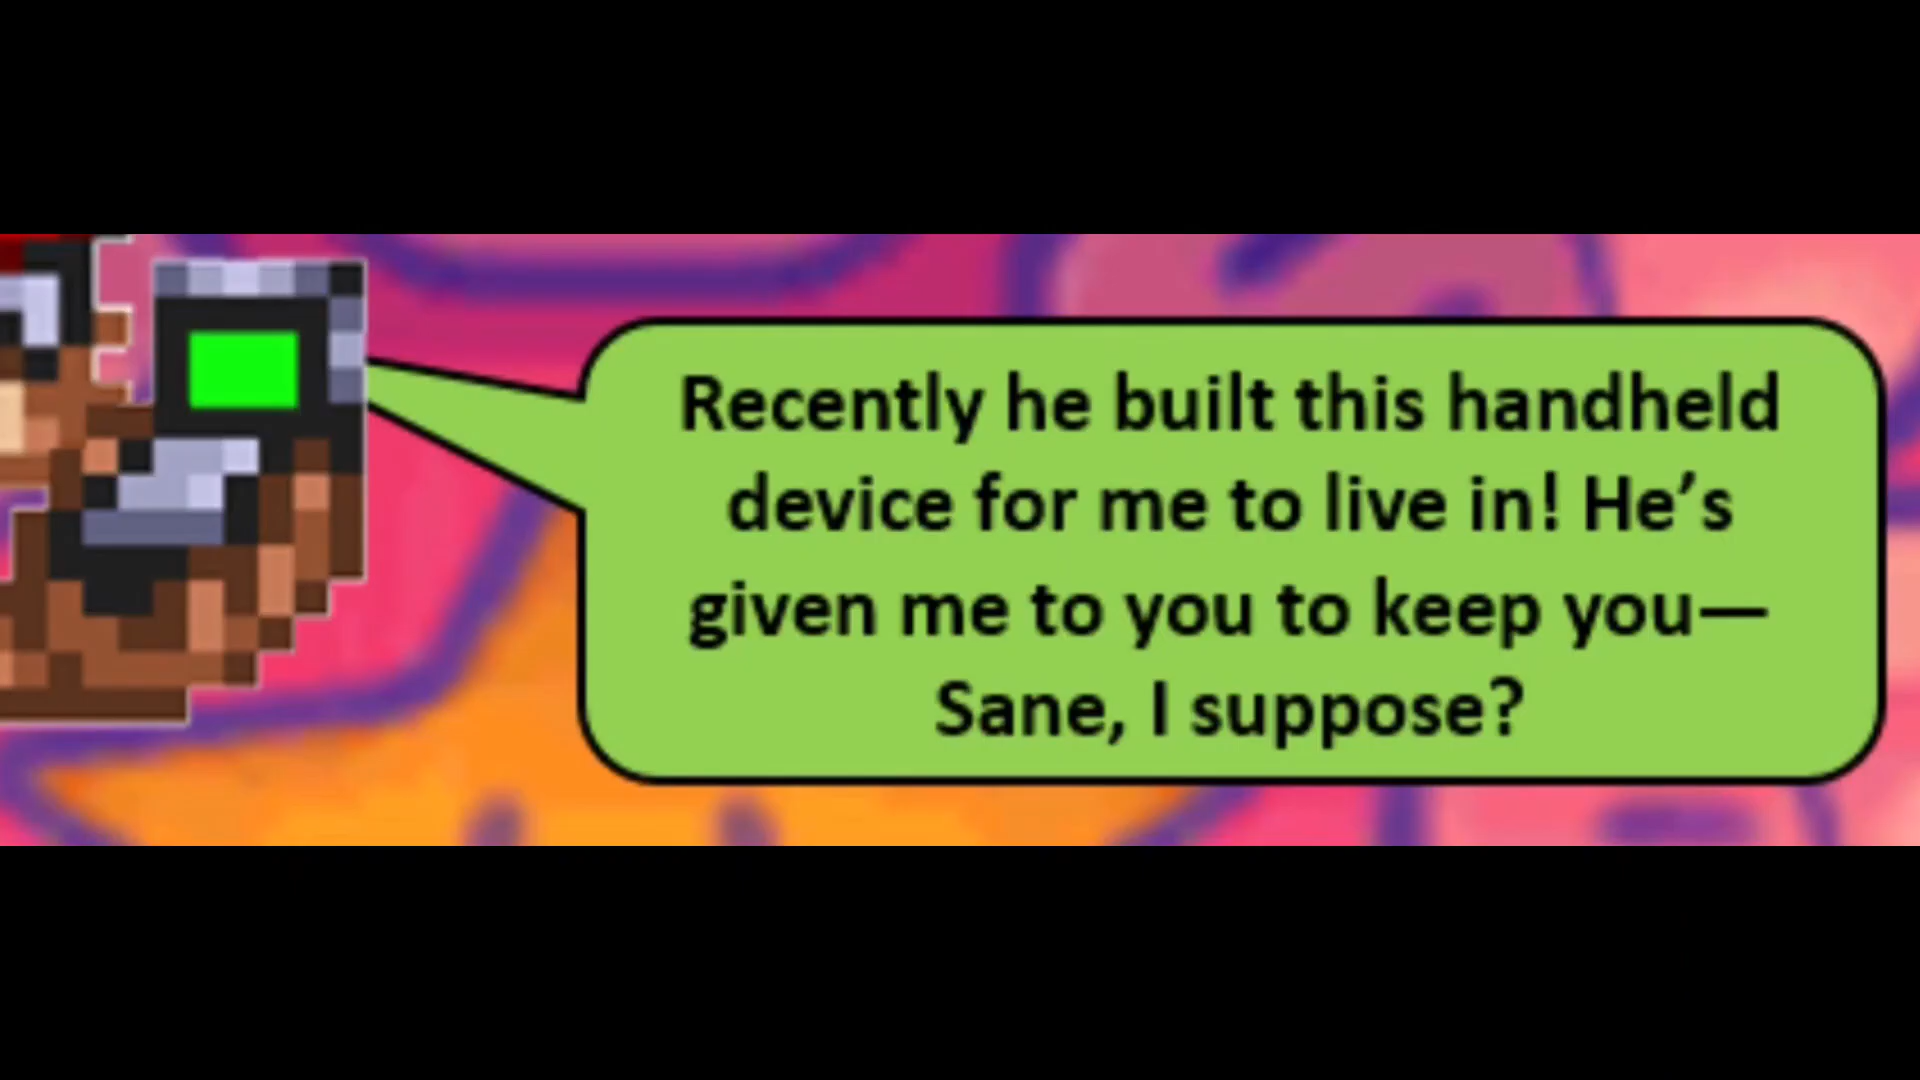 Recently he built this handheld
device for me to live in! He’s
given me to you to keep you—
Sane, I suppose?